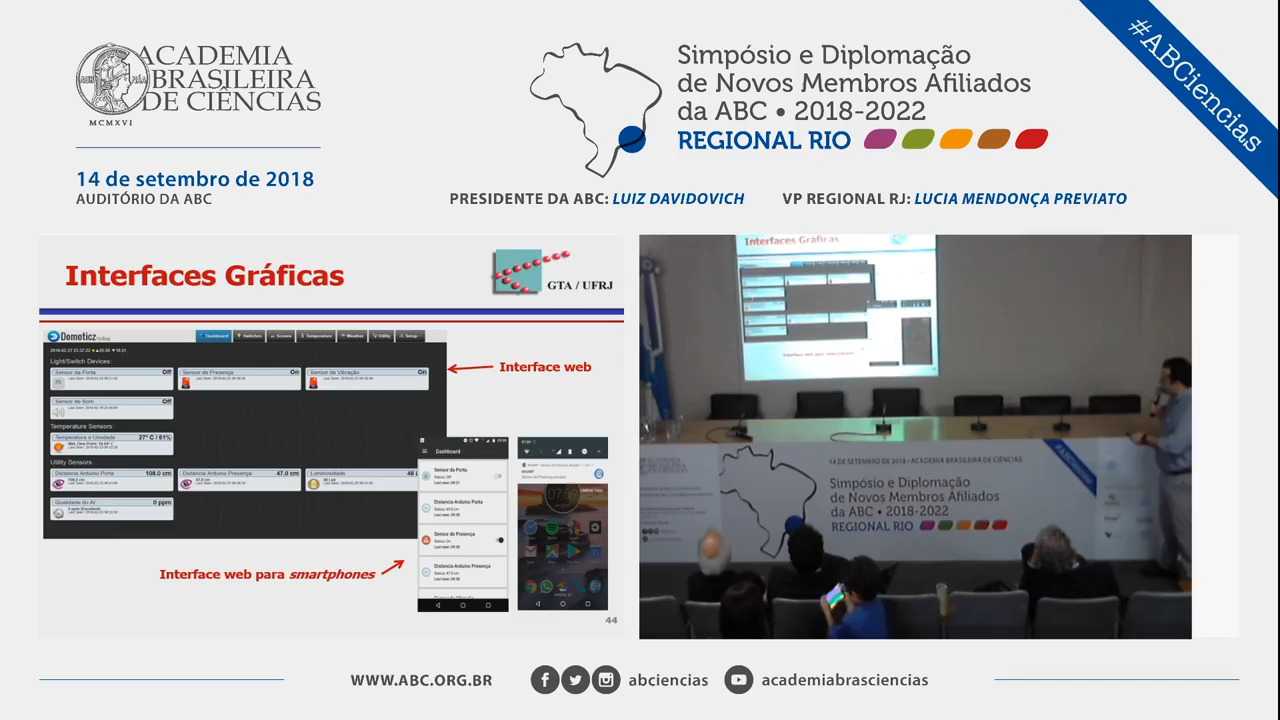 ACADEMIA
BRASILEIRA
DE CIÊNCIAS
MCMXVI
14 de setembro de 2018
AUDITÓRIO DA ABC
Simpósio e Diplomação
de Novos Membros Afiliados
da ABC • 2018-2022
REGIONAL RIO
#ABCiencias
PRESIDENTE DA ABC: LUIZ DAVIDOVICH
VP REGIONAL RJ: LUCIA MENDONÇA PREVIATO
Interfaces Gráficas
GTA / UFRJ
Domoticz
Dashboard
Switches
Scenes
Temperature
Weather
Utility
Setup
Light/Switch Devices:
Sensor da Porta Off
Sensor de Presença On
Sensor de Vibração On
Sensor de Som Off
Temperature Sensors:
Temperatura e Umidade 27° C / 61%
Utility Sensors:
Distancia Arduino Porta 108.0 cm
Distancia Arduino Presença 47.0 cm
Luminosidade
Qualidade do Ar 0 ppm
Interface web
Interface web para smartphones
Dashboard
Sensor da Porta
Status: Off
Distancia Arduino Porta
Sensor de Presença
Status: On
Distancia Arduino Presença
44
Interfaces Gráficas
14 DE SETEMBRO DE 2018 • ACADEMIA BRASILEIRA DE CIÊNCIAS
Simpósio e Diplomação
de Novos Membros Afiliados
da ABC • 2018-2022
REGIONAL RIO
WWW.ABC.ORG.BR
abciencias
academiabrasciencias